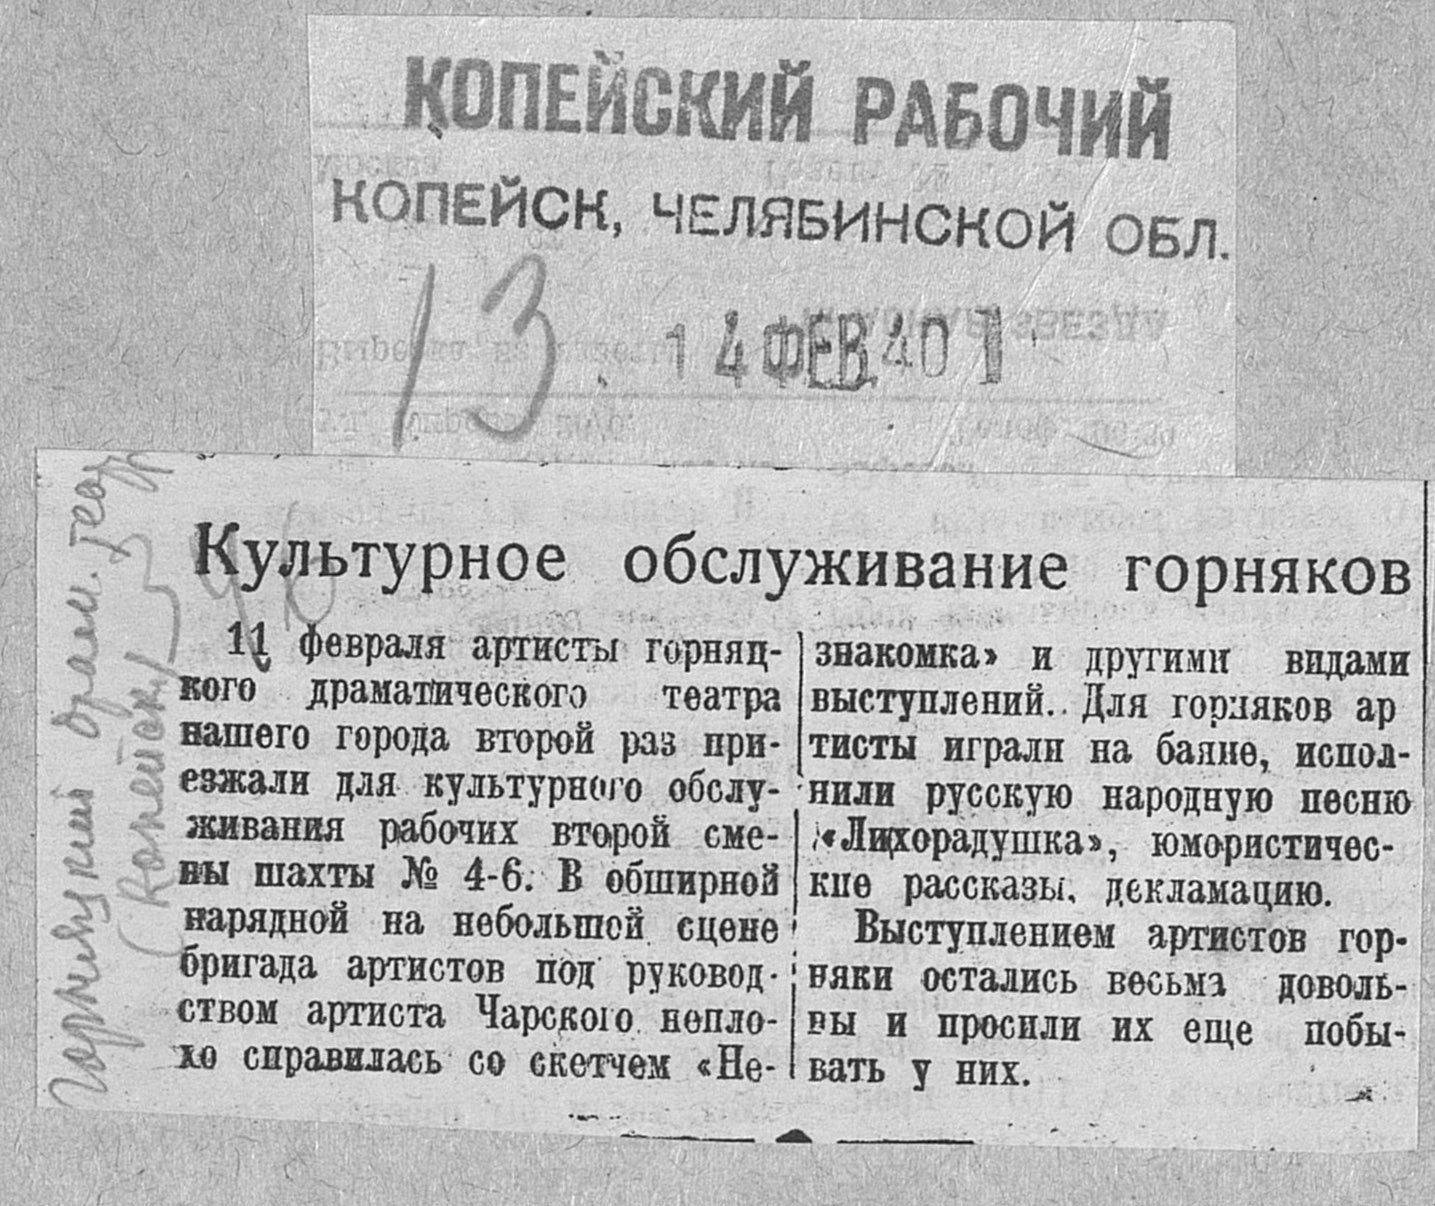 КОПЕЙСКИЙ РАБОЧИЙ
КОПЕЙСК, ЧЕЛЯБИНСКОЙ ОБЛ.
13
14 ФЕВ. 40
Горняцкий драм. театр
(Копейск)
Культурное обслуживание горняков
11 февраля артисты горняц-
кого драматического театра
нашего города второй раз при-
езжали для культурного обслу-
живания рабочих второй сме-
ны шахты № 4-6. В обширной
нарядной на небольшой сцене
бригада артистов под руковод-
ством артиста Чарского непло-
хо справилась со скетчем «Не-
знакомка» и другими видами
выступлений. Для горняков ар
тисты играли на баяне, испол-
нили русскую народную песню
«Лихорадушка», юмористичес-
кие рассказы, декламацию.
Выступлением артистов гор-
няки остались весьма доволь-
ны и просили их еще побы-
вать у них.